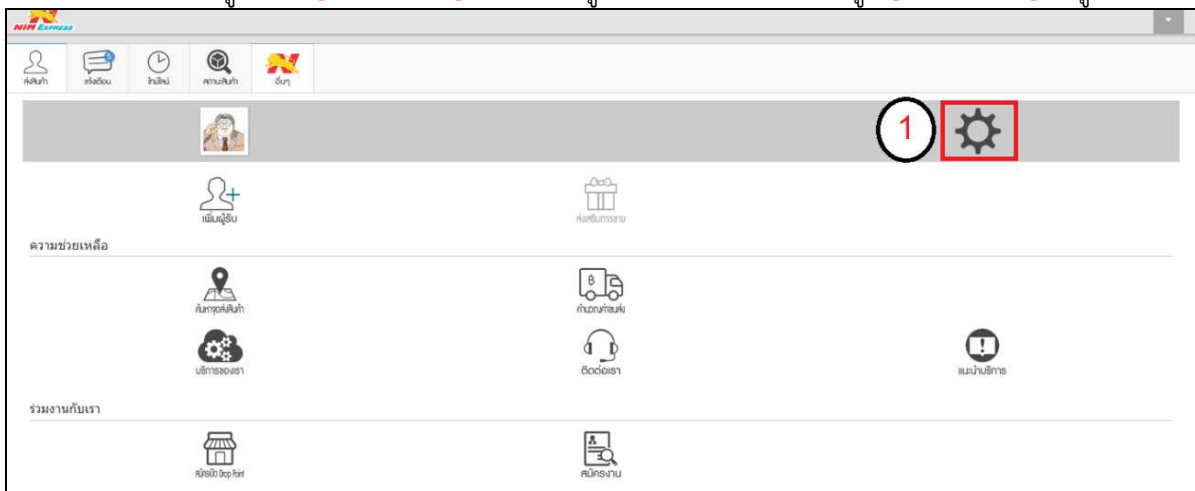 NIM EXPRESS
ส่งสินค้า
แจ้งเตือน
ไทม์ไลน์
สถานะสินค้า
อื่นๆ
1
เพิ่มผู้รับ
ส่งเสริมการขาย
ความช่วยเหลือ
ค้นหาจุดส่งสินค้า
คำนวณค่าขนส่ง
บริการของเรา
ติดต่อเรา
แนะนำบริการ
ร่วมงานกับเรา
สมัครเปิด Drop Point
สมัครงาน